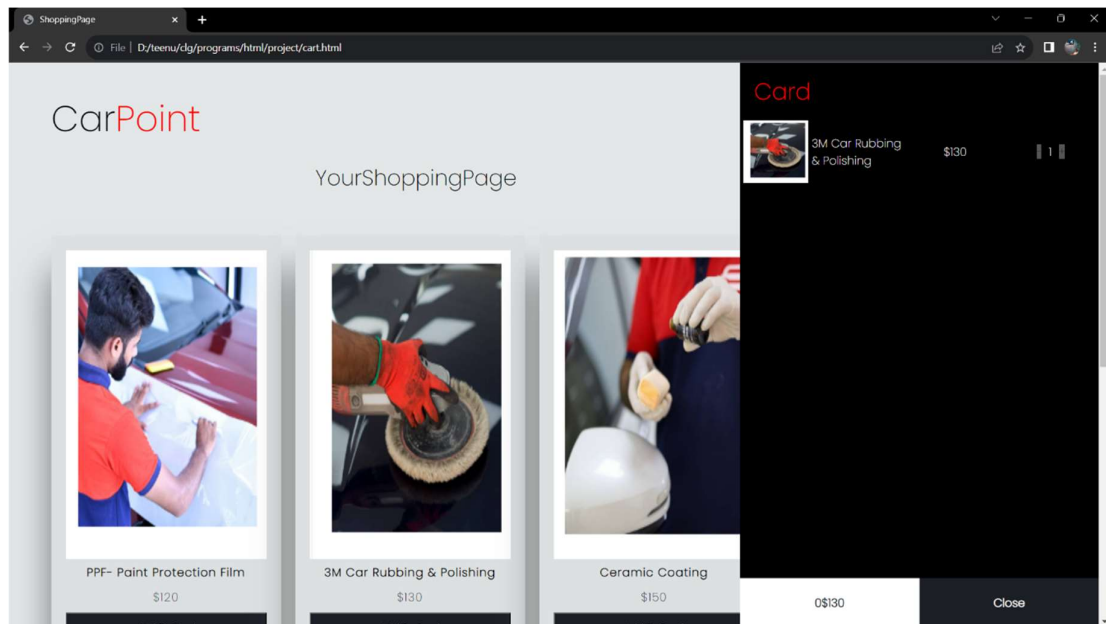 ShoppingPage
File | D:/teenu/clg/programs/html/project/cart.html
CarPoint
YourShoppingPage
PPF- Paint Protection Film
$120
3M Car Rubbing & Polishing
$130
Ceramic Coating
$150
Card
3M Car Rubbing
& Polishing
$130
1
0$130
Close